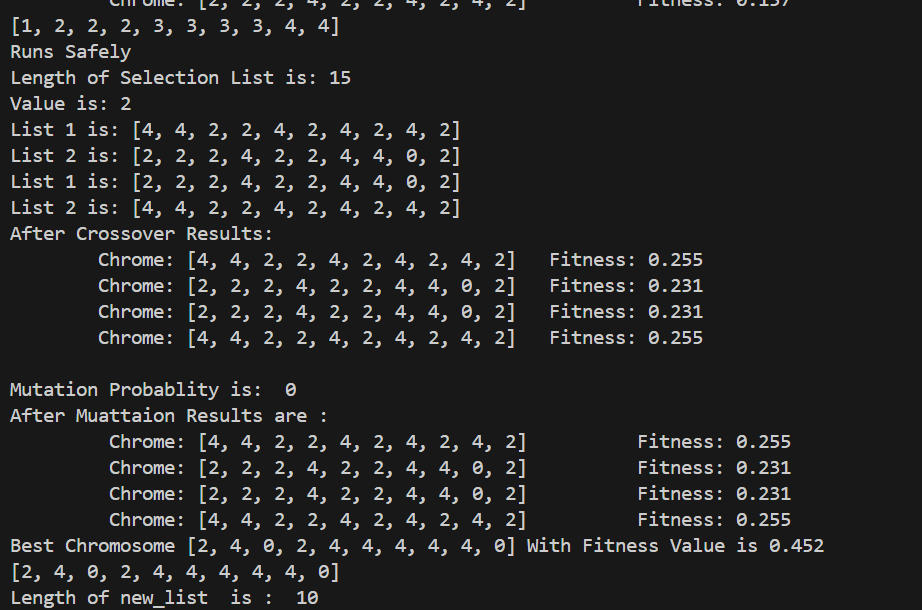 Chrome: [2, 2, 2, 4, 2, 2, 4, 2, 4, 2] Fitness: 0.157
[1, 2, 2, 2, 3, 3, 3, 3, 4, 4]
Runs Safely
Length of Selection List is: 15
Value is: 2
List 1 is: [4, 4, 2, 2, 4, 2, 4, 2, 4, 2]
List 2 is: [2, 2, 2, 4, 2, 2, 4, 4, 0, 2]
List 1 is: [2, 2, 2, 4, 2, 2, 4, 4, 0, 2]
List 2 is: [4, 4, 2, 2, 4, 2, 4, 2, 4, 2]
After Crossover Results:
Chrome: [4, 4, 2, 2, 4, 2, 4, 2, 4, 2] Fitness: 0.255
Chrome: [2, 2, 2, 4, 2, 2, 4, 4, 0, 2] Fitness: 0.231
Chrome: [2, 2, 2, 4, 2, 2, 4, 4, 0, 2] Fitness: 0.231
Chrome: [4, 4, 2, 2, 4, 2, 4, 2, 4, 2] Fitness: 0.255
Mutation Probablity is: 0
After Muattaion Results are :
Chrome: [4, 4, 2, 2, 4, 2, 4, 2, 4, 2] Fitness: 0.255
Chrome: [2, 2, 2, 4, 2, 2, 4, 4, 0, 2] Fitness: 0.231
Chrome: [2, 2, 2, 4, 2, 2, 4, 4, 0, 2] Fitness: 0.231
Chrome: [4, 4, 2, 2, 4, 2, 4, 2, 4, 2] Fitness: 0.255
Best Chromosome [2, 4, 0, 2, 4, 4, 4, 4, 4, 0] With Fitness Value is 0.452
[2, 4, 0, 2, 4, 4, 4, 4, 4, 0]
Length of new_list is : 10